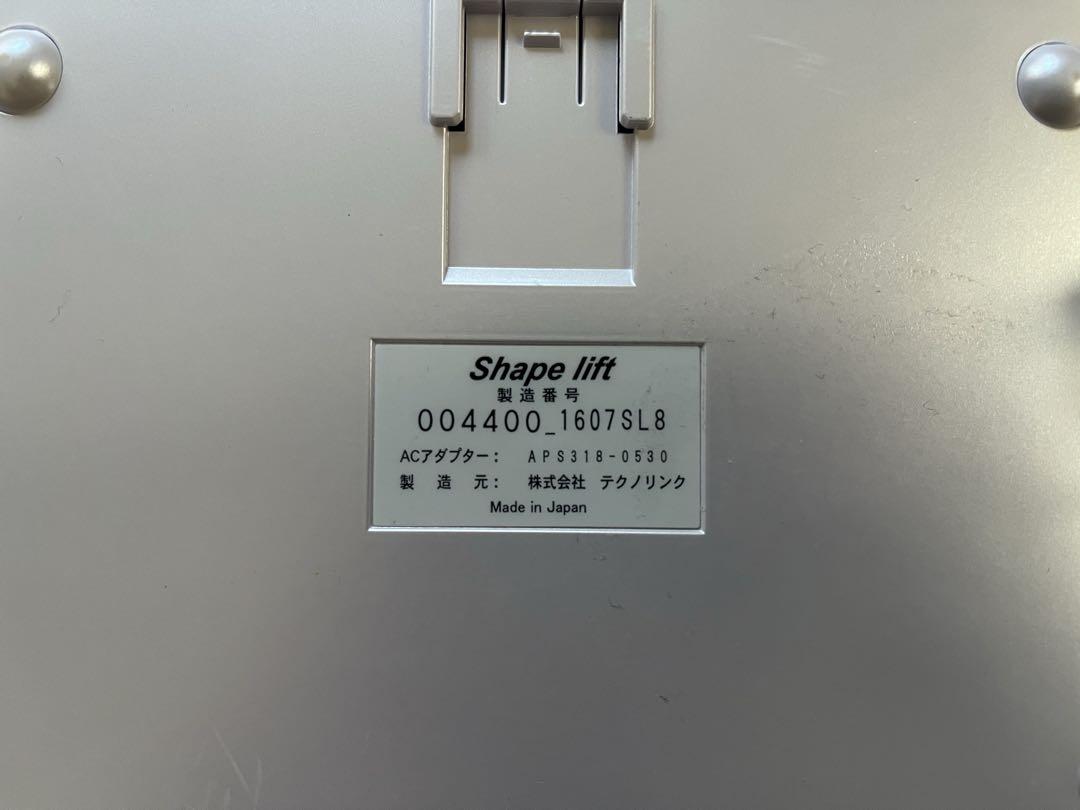 Shape lift
製造番号
004400_1607SL8
ACアダプター： APS318-0530
製造元： 株式会社 テクノリンク
Made in Japan